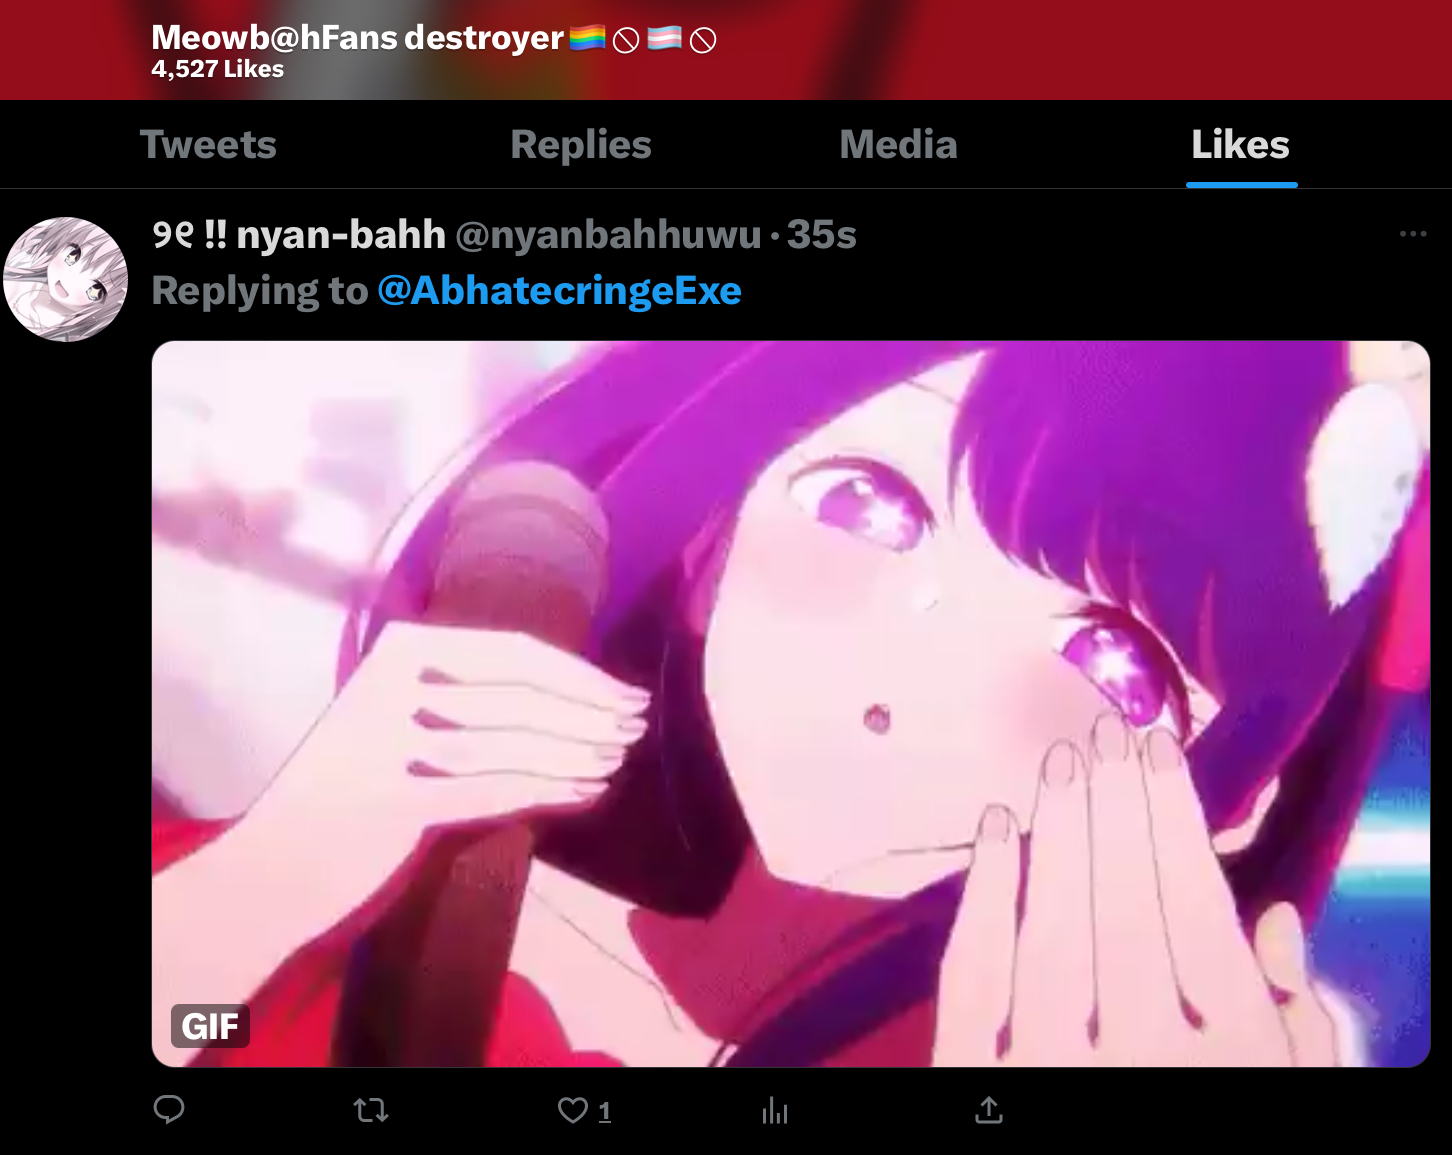 Meowb@hFans destroyer🏳️‍🌈🚫🏳️‍⚧️🚫
4,527 Likes
Tweets Replies Media Likes
୨୧ !! nyan-bahh @nyanbahhuwu · 35s
Replying to @AbhatecringeExe
GIF
1